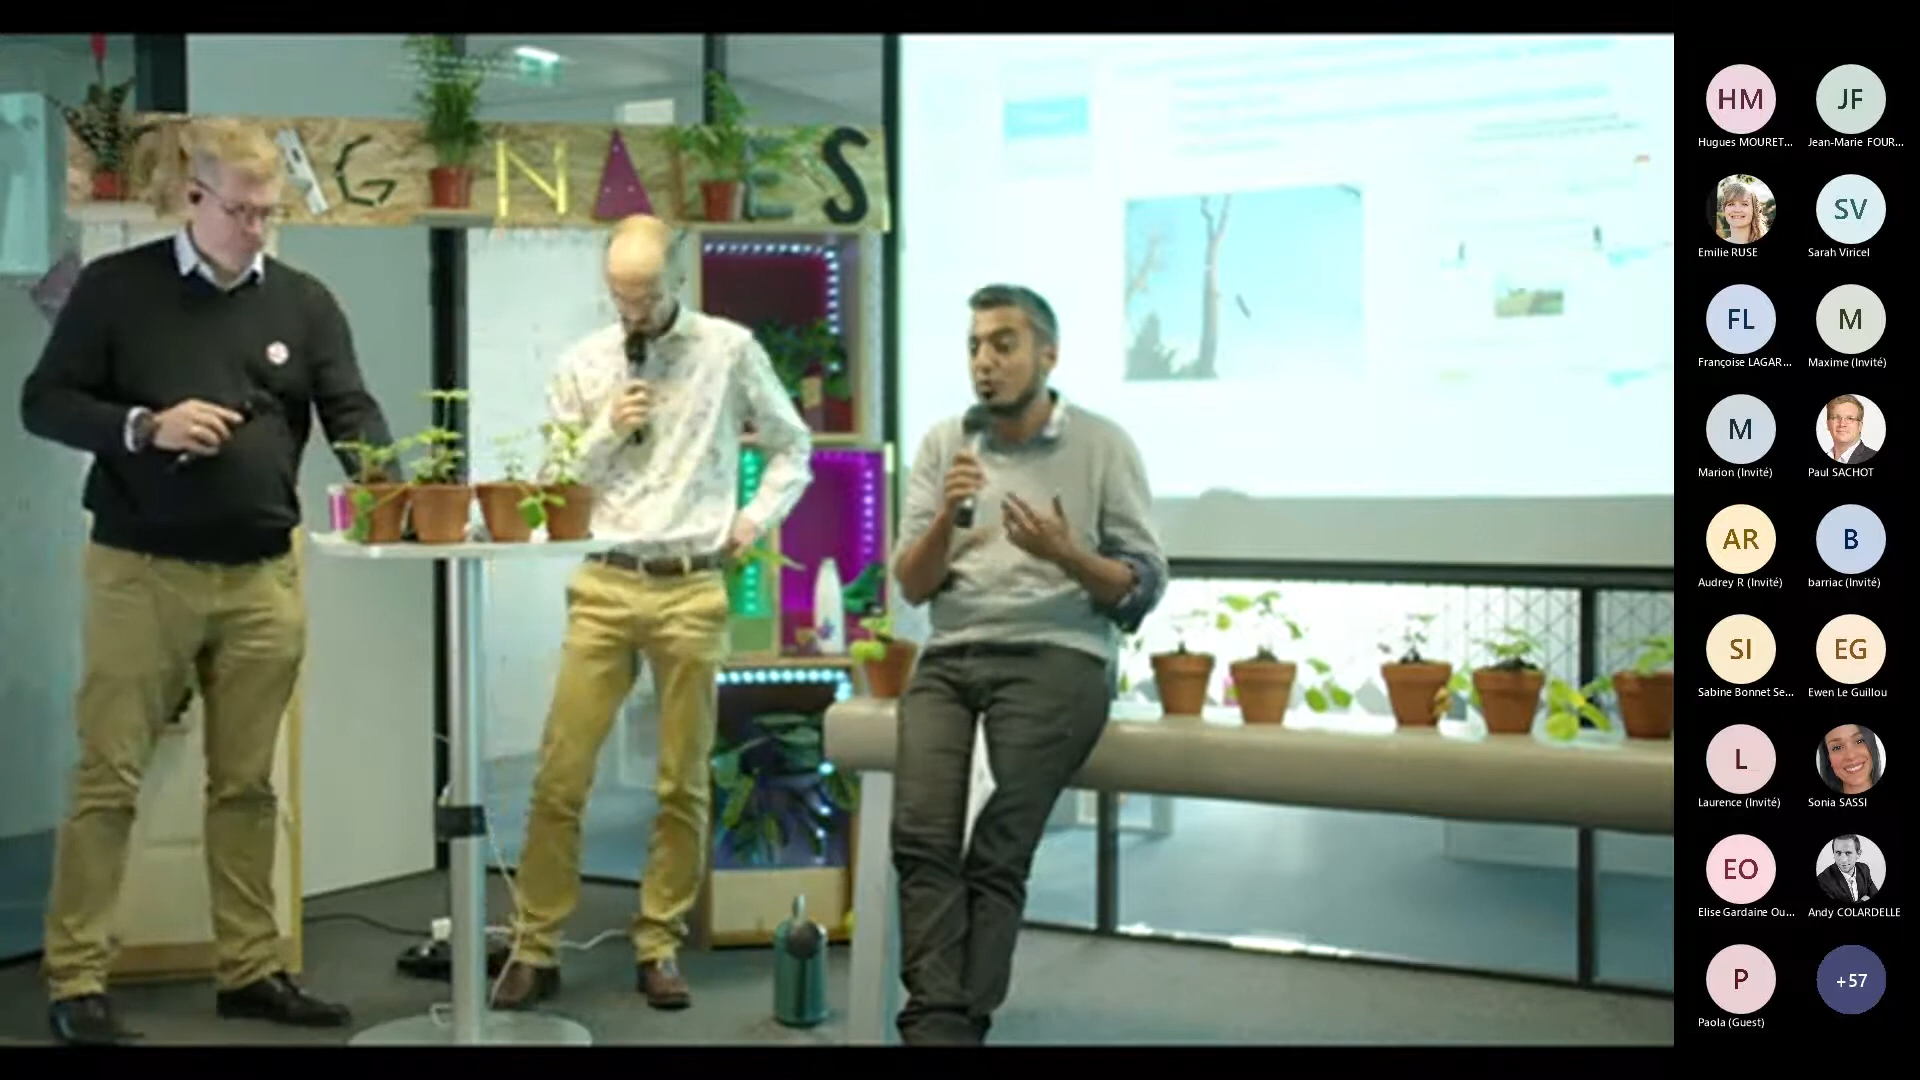 AGNAES
HM
JF
Hugues MOURET...
Jean-Marie FOUR...
SV
Emilie RUSE
Sarah Viricel
FL
M
Françoise LAGAR...
Maxime (Invité)
M
Marion (Invité)
Paul SACHOT
AR
B
Audrey R (Invité)
barriac (Invité)
SI
EG
Sabine Bonnet Se...
Ewen Le Guillou
L
Laurence (Invité)
Sonia SASSI
EO
Elise Gardaine Ou...
Andy COLARDELLE
P
+57
Paola (Guest)